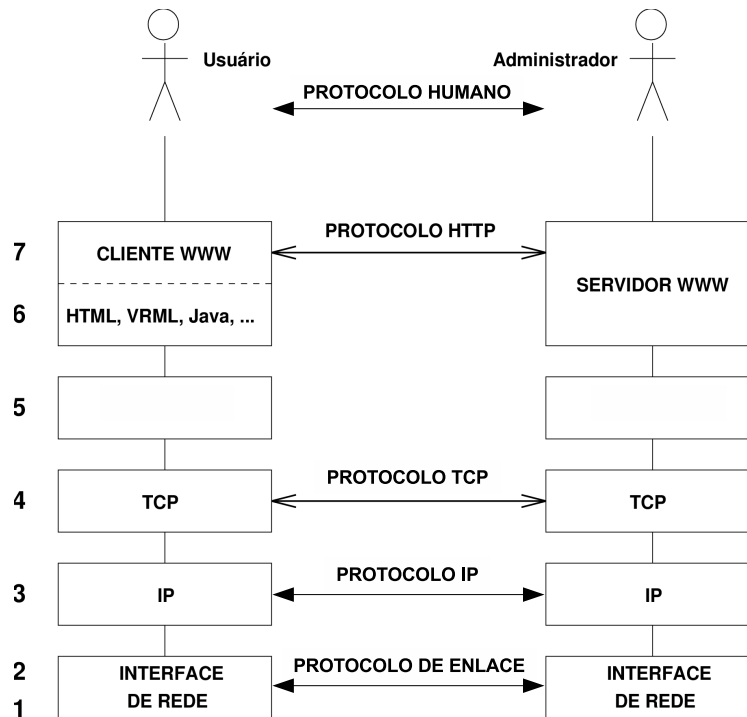 Usuário
Administrador
PROTOCOLO HUMANO
PROTOCOLO HTTP
7
CLIENTE WWW
SERVIDOR WWW
6
HTML, VRML, Java, ...
5
PROTOCOLO TCP
4
TCP
TCP
PROTOCOLO IP
3
IP
IP
PROTOCOLO DE ENLACE
2
INTERFACE
INTERFACE
1
DE REDE
DE REDE